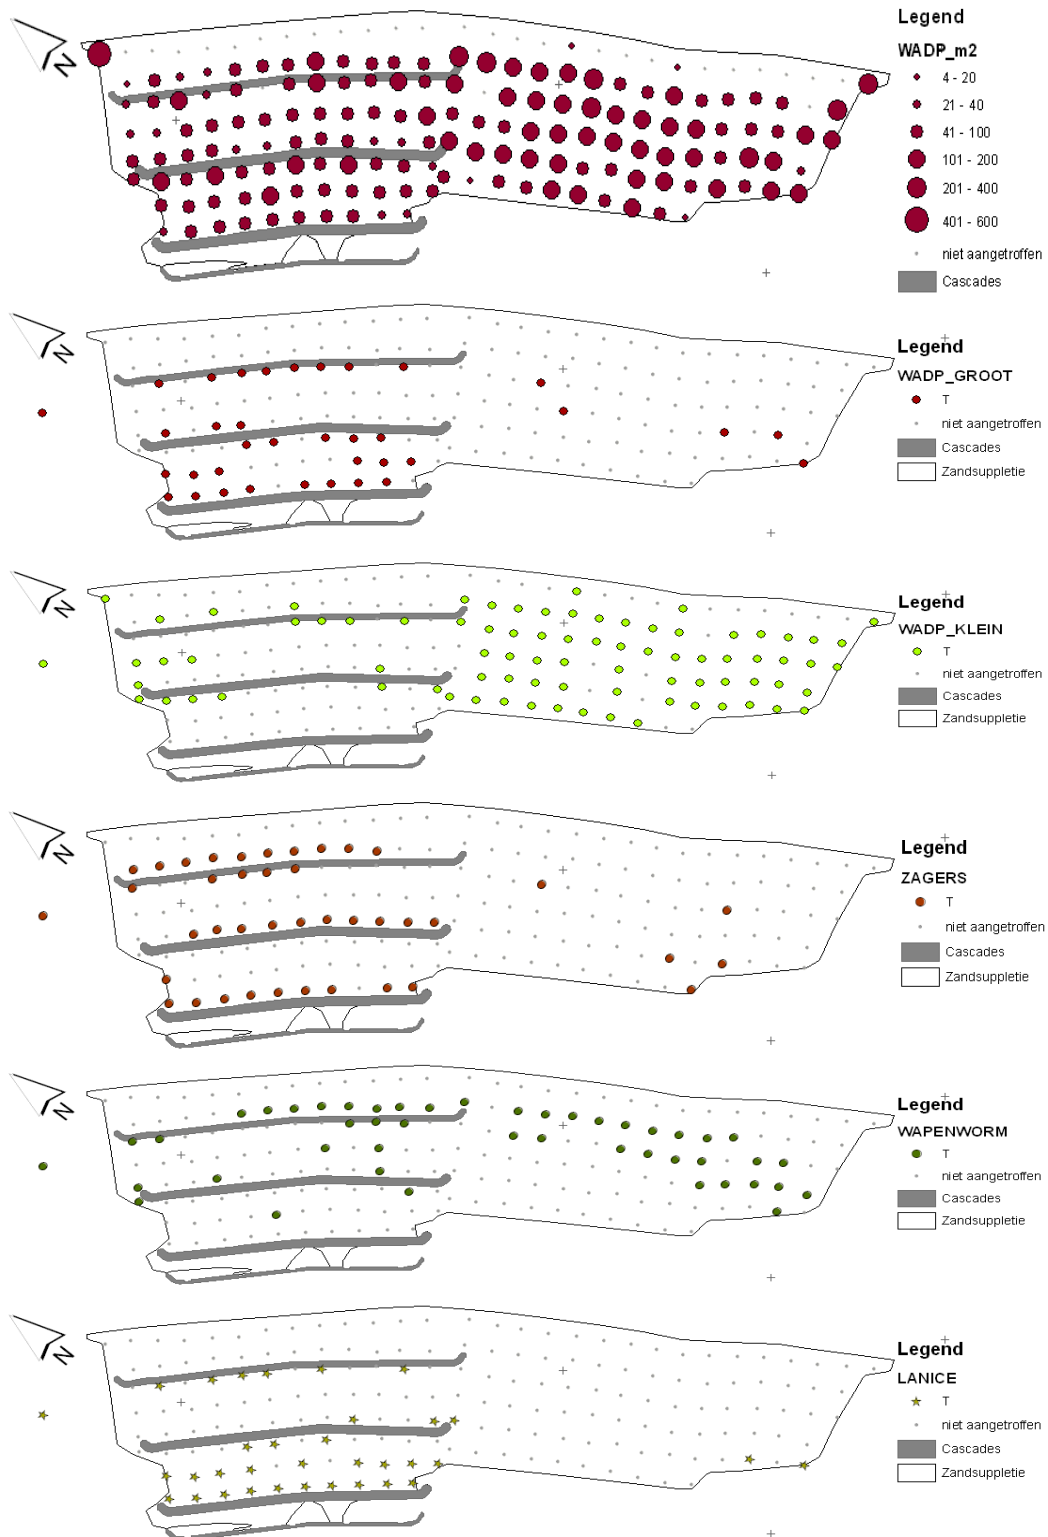 N
Legend
WADP_m2
4 - 20
21 - 40
41 - 100
101 - 200
201 - 400
401 - 600
niet aangetroffen
Cascades
N
Legend
WADP_GROOT
T
niet aangetroffen
Cascades
Zandsuppletie
N
Legend
WADP_KLEIN
T
niet aangetroffen
Cascades
Zandsuppletie
N
Legend
ZAGERS
T
niet aangetroffen
Cascades
Zandsuppletie
N
Legend
WAPENWORM
T
niet aangetroffen
Cascades
Zandsuppletie
N
Legend
LANICE
T
niet aangetroffen
Cascades
Zandsuppletie